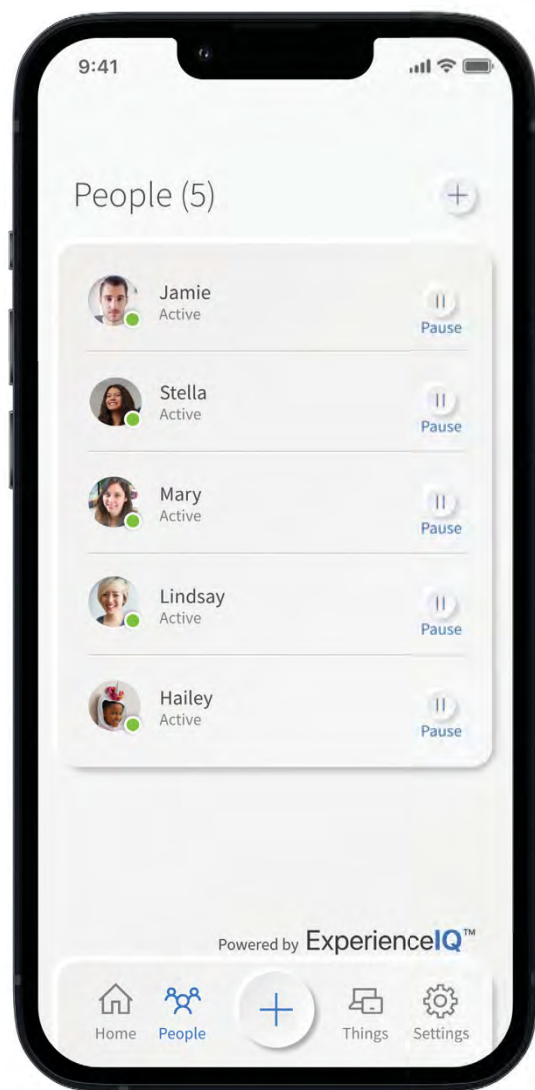 9:41
People (5)
Jamie
Active
Pause
Stella
Active
Pause
Mary
Active
Pause
Lindsay
Active
Pause
Hailey
Active
Pause
Powered by ExperienceIQ™
Home People Things Settings